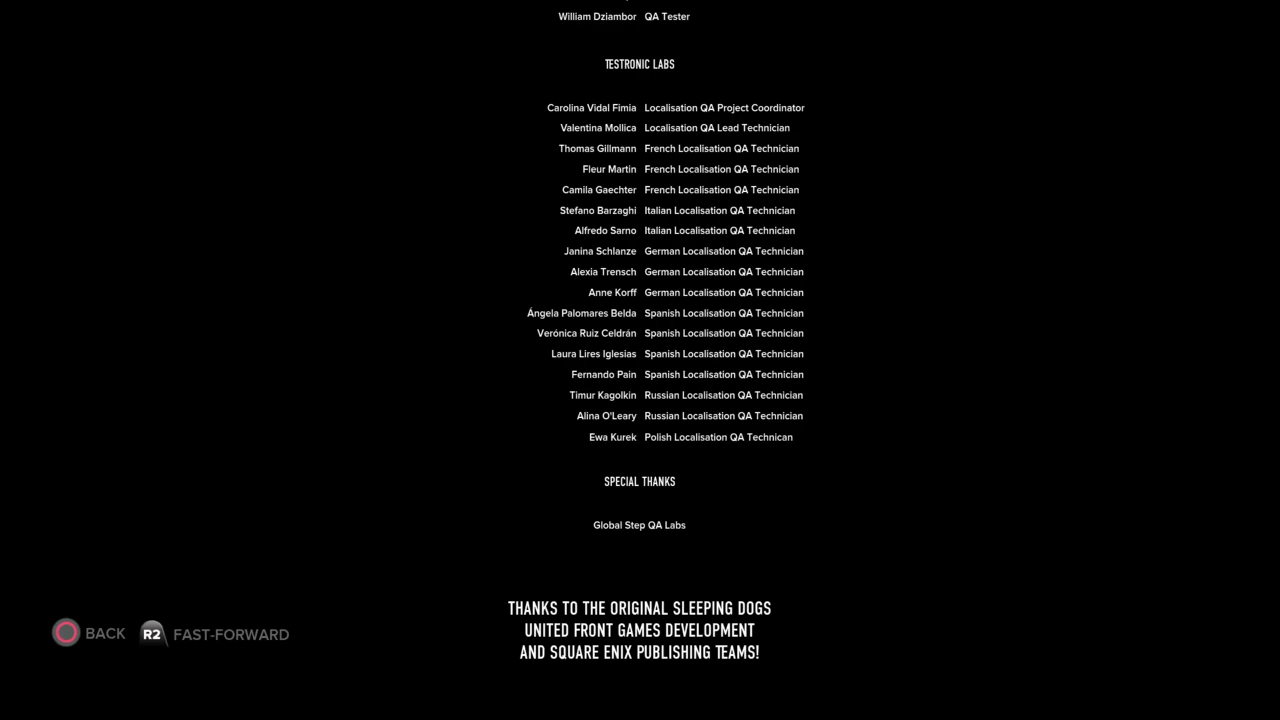 William Dziambor QA Tester
TESTRONIC LABS
Carolina Vidal Fimia Localisation QA Project Coordinator
Valentina Mollica Localisation QA Lead Technician
Thomas Gillmann French Localisation QA Technician
Fleur Martin French Localisation QA Technician
Camila Gaechter French Localisation QA Technician
Stefano Barzaghi Italian Localisation QA Technician
Alfredo Sarno Italian Localisation QA Technician
Janina Schlanze German Localisation QA Technician
Alexia Trensch German Localisation QA Technician
Anne Korff German Localisation QA Technician
Ángela Palomares Belda Spanish Localisation QA Technician
Verónica Ruiz Celdrán Spanish Localisation QA Technician
Laura Lires Iglesias Spanish Localisation QA Technician
Fernando Pain Spanish Localisation QA Technician
Timur Kagolkin Russian Localisation QA Technician
Alina O'Leary Russian Localisation QA Technician
Ewa Kurek Polish Localisation QA Technican
SPECIAL THANKS
Global Step QA Labs
THANKS TO THE ORIGINAL SLEEPING DOGS
UNITED FRONT GAMES DEVELOPMENT
AND SQUARE ENIX PUBLISHING TEAMS!
BACK R2 FAST-FORWARD